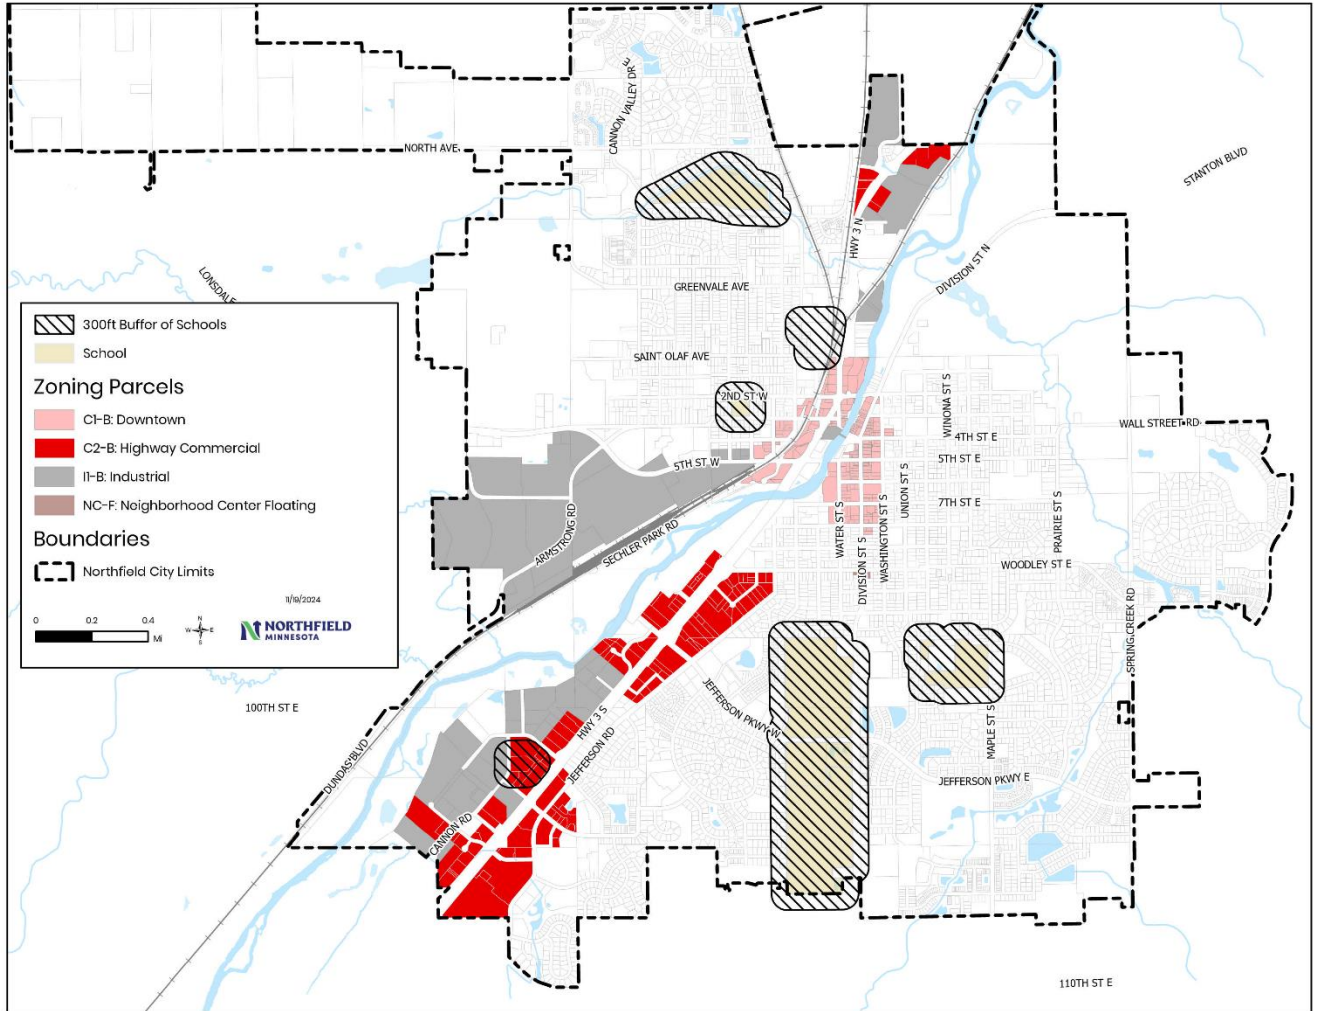 CANNON VALLEY DR E
NORTH AVE
STANTON BLVD
HWY 3 N
DIVISION ST N
LONSDALE
GREENVALE AVE
SAINT OLAF AVE
2ND ST W
WINONA ST S
WALL STREET RD
4TH ST E
5TH ST E
5TH ST W
UNION ST S
7TH ST E
PRAIRIE ST S
WATER ST S
WASHINGTON ST S
DIVISION ST S
ARMSTRONG RD
SECHLER PARK RD
WOODLEY ST E
SPRING CREEK RD
300ft Buffor of Schools
School
Zoning Parcels
C1-B: Downtown
C2-B: Highway Commercial
I1-B: Industrial
NC-F: Neighborhood Center Floating
Boundaries
Northfield City Limits
11/19/2024
0 0.2 0.4
Mi
N
W E
S
NORTHFIELD
MINNESOTA
100TH ST E
DUNDAS BLVD
HWY 3 S
JEFFERSON RD
JEFFERSON PKWY W
MAPLE ST S
JEFFERSON PKWY E
CANNON RD
110TH ST E